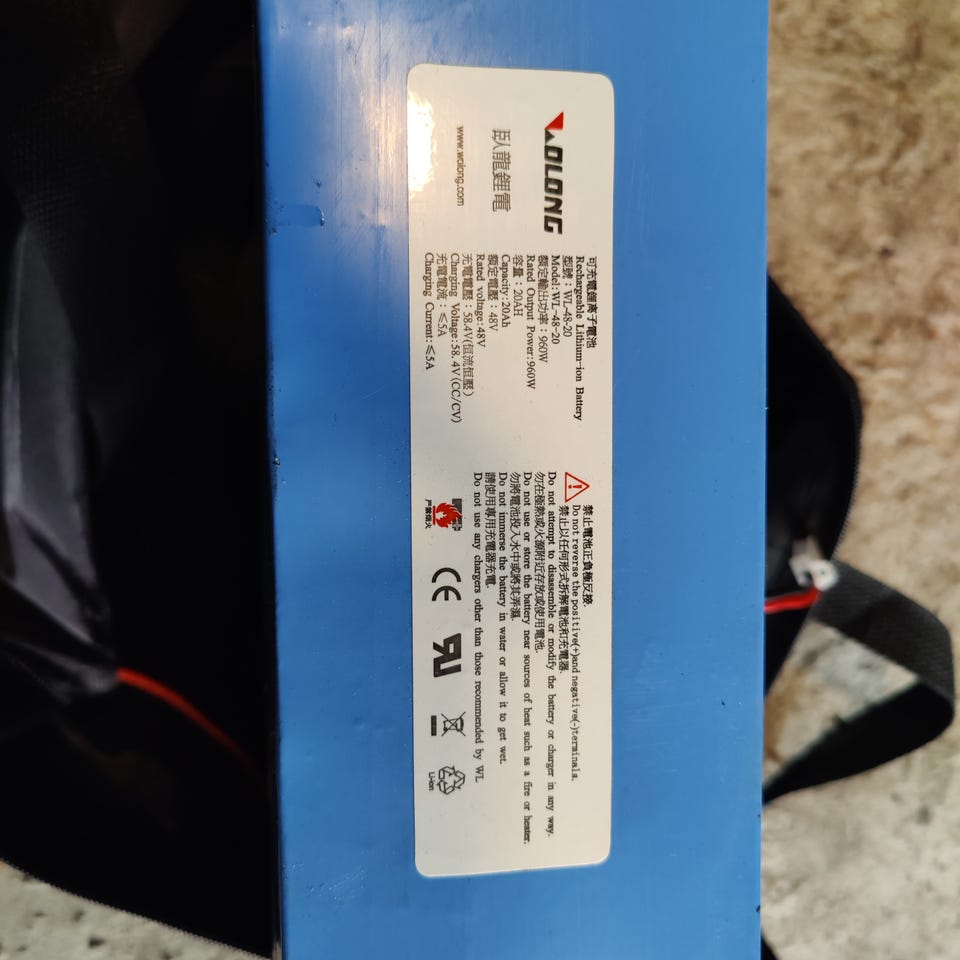 WOLONG
臥龍鋰電
www.wolong.com
可充電鋰離子電池
Rechargeable Lithium-ion Battery
型號：WL-48-20
Model:WL-48-20
額定輸出功率：960W
Rated Output Power:960W
容量：20AH
Capacity:20Ah
額定電壓：48V
Rated voltage:48V
充電電壓：58.4V(恆流恒壓)
Charging Voltage:58.4V(CC/CV)
充電電流：≤5A
Charging Current:≤5A
禁止電池正負極反接.
Do not reverse the positive(+)and negative(-)terminals.
禁止以任何形式拆解電池和充電器.
Do not attempt to disassemble or modify the battery or charger in any way.
勿在極熱或火源附近存放或使用電池.
Do not use or store the battery near sources of heat such as a fire or heater.
勿將電池投入水中或將其弄濕.
Do not immerse the battery in water or allow it to get wet.
請使用專用充電器充電.
Do not use any chargers other than those recommended by WL
严禁烟火
CE
Li-ion